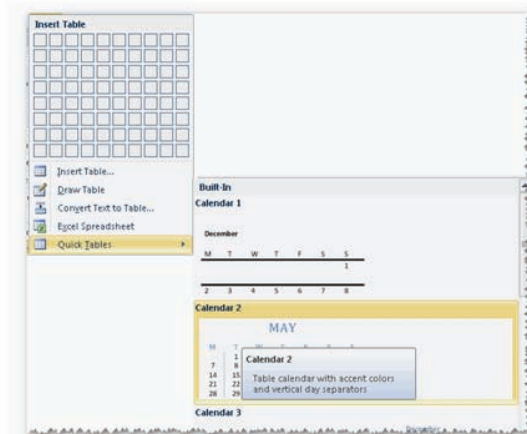 Insert Table
Insert Table...
Draw Table
Convert Text to Table...
Excel Spreadsheet
Quick Tables
Built-In
Calendar 1
December
M T W T F S S
1
2 3 4 5 6 7 8
Calendar 2
MAY
M T W T F S S
1
7 8
14 15
21 22
28 29
Calendar 2
Table calendar with accent colors
and vertical day separators
Calendar 3
December